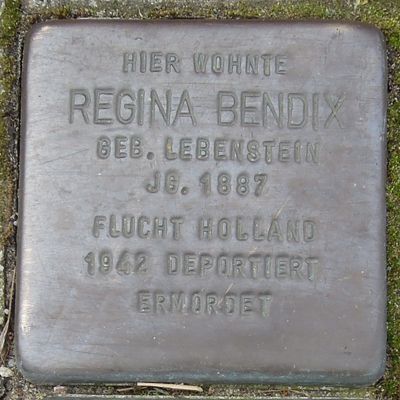 HIER WOHNTE
REGINA BENDIX
GEB. LEBENSTEIN
JG. 1887
FLUCHT HOLLAND
1942 DEPORTIERT
ERMORDET